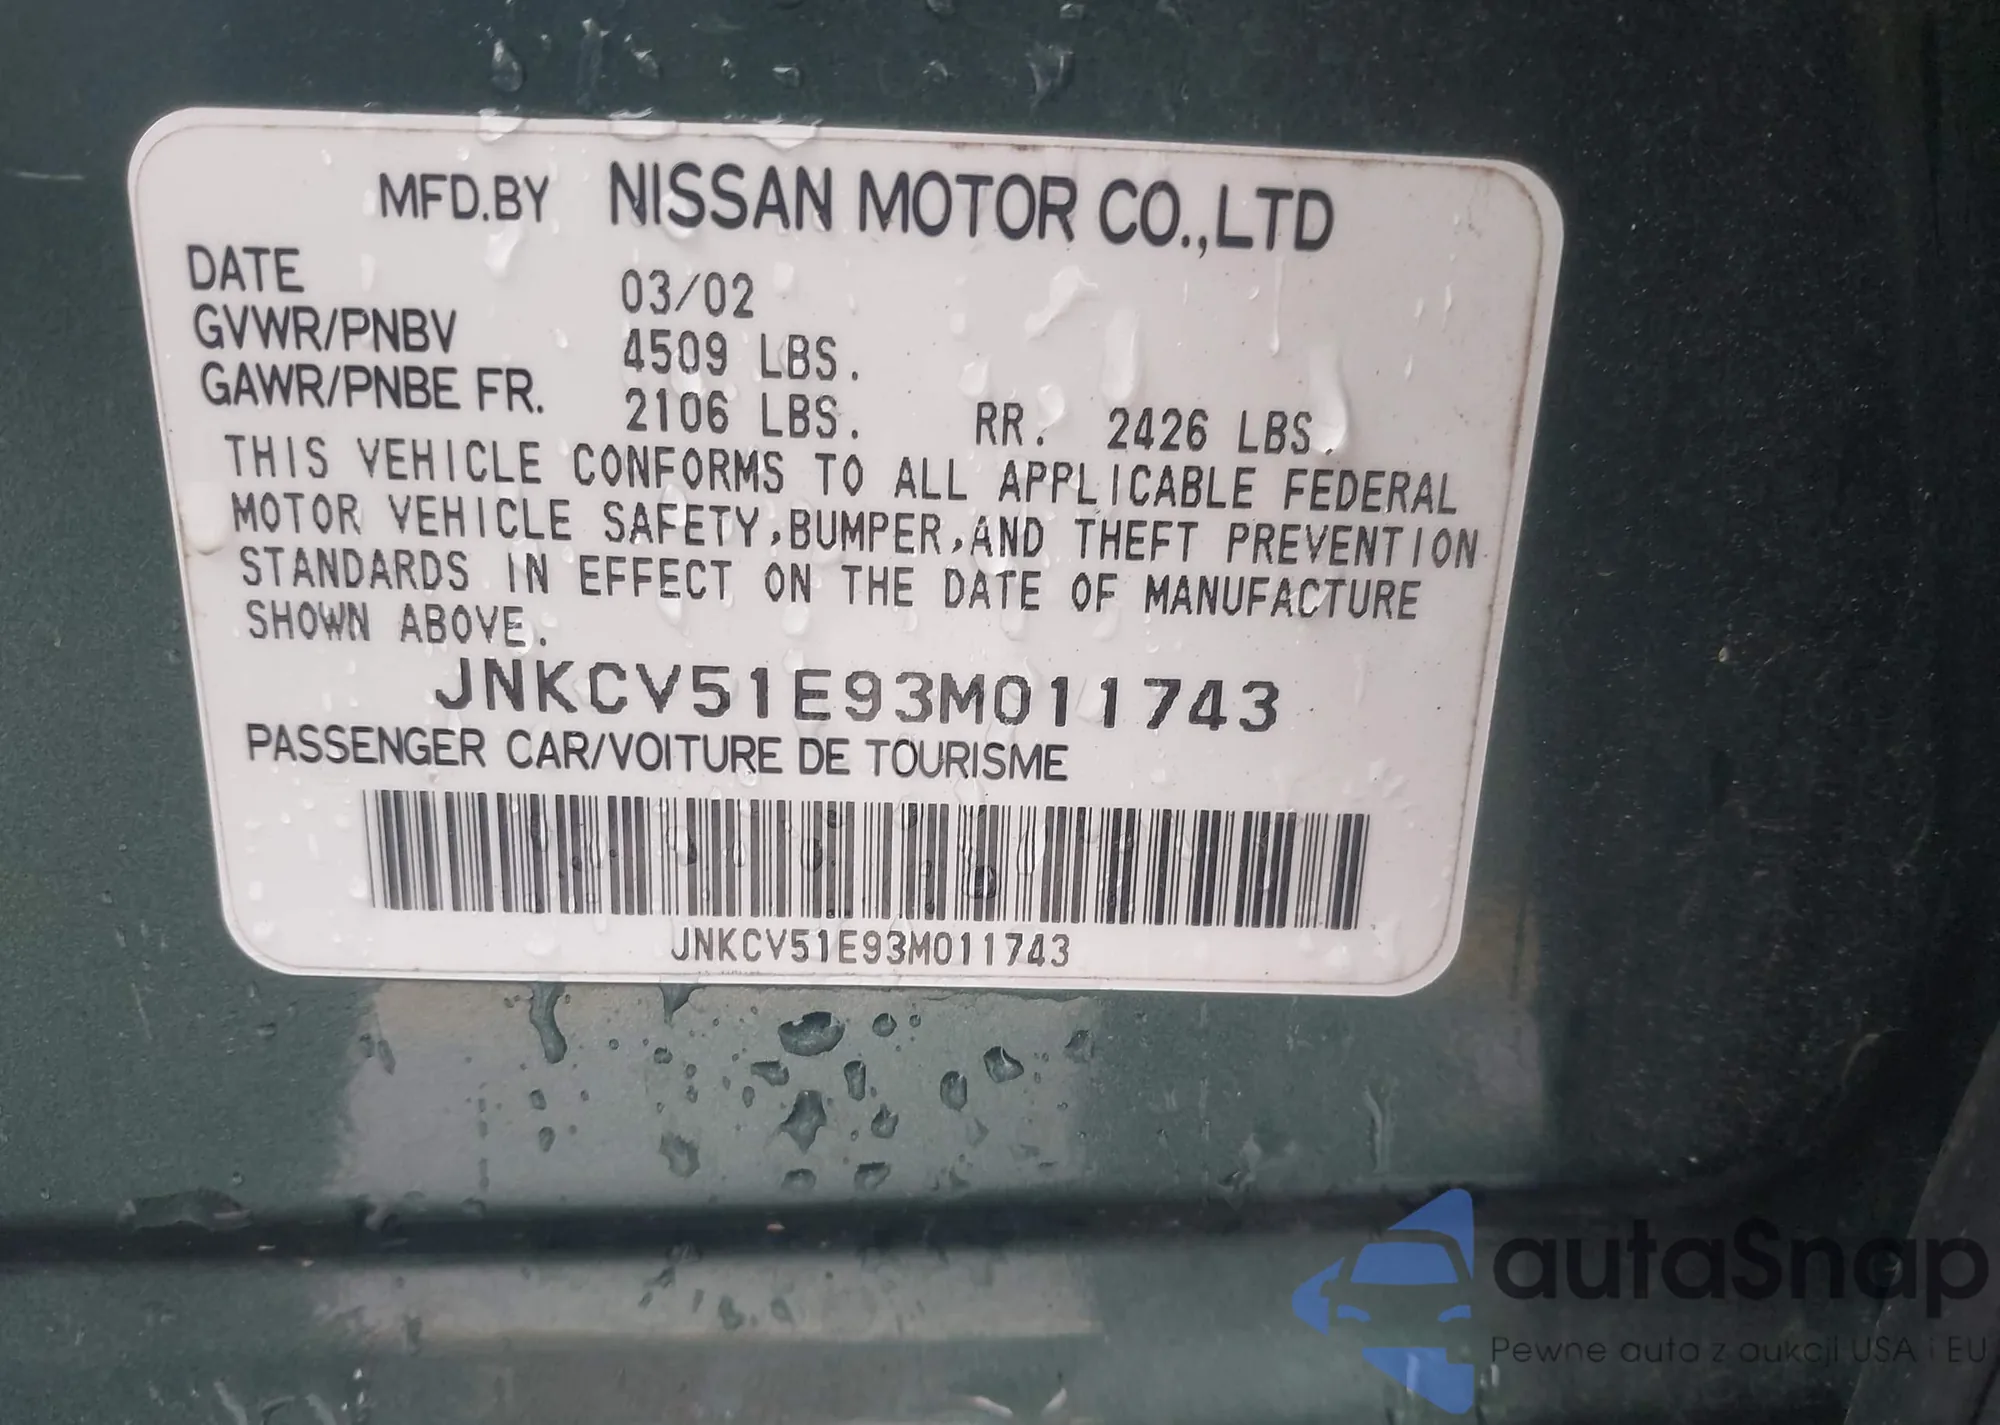 MFD.BY NISSAN MOTOR CO.,LTD
DATE 03/02
GVWR/PNBV 4509 LBS.
GAWR/PNBE FR. 2106 LBS. RR. 2426 LBS.
THIS VEHICLE CONFORMS TO ALL APPLICABLE FEDERAL
MOTOR VEHICLE SAFETY,BUMPER,AND THEFT PREVENTION
STANDARDS IN EFFECT ON THE DATE OF MANUFACTURE
SHOWN ABOVE.
JNKCV51E93M011743
PASSENGER CAR/VOITURE DE TOURISME
JNKCV51E93M011743
autaSnap
Pewne auta z aukcji USA i EU